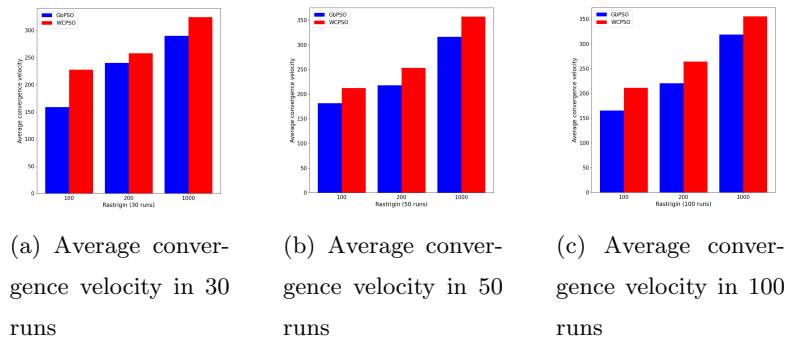 GbPSO
WCPSO
Average convergence velocity
300
250
200
150
100
50
0
100 200 1000
Rastrigin (30 runs)
GbPSO
WCPSO
Average convergence velocity
350
300
250
200
150
100
50
0
100 200 1000
Rastrigin (50 runs)
GbPSO
WCPSO
Average convergence velocity
350
300
250
200
150
100
50
0
100 200 1000
Rastrigin (100 runs)
(a) Average conver-
gence velocity in 30
runs
(b) Average conver-
gence velocity in 50
runs
(c) Average conver-
gence velocity in 100
runs